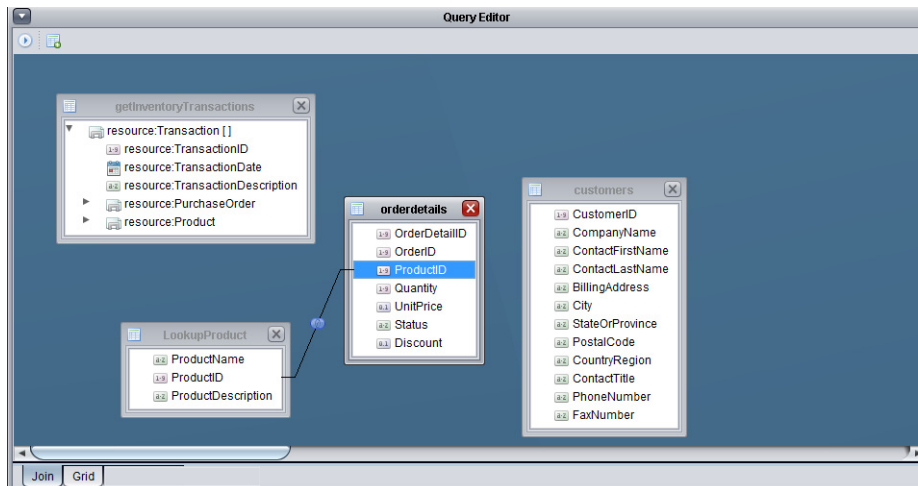 Query Editor
getInventoryTransactions
resource:Transaction [ ]
resource:TransactionID
resource:TransactionDate
resource:TransactionDescription
resource:PurchaseOrder
resource:Product
LookupProduct
ProductName
ProductID
ProductDescription
orderdetails
OrderDetailID
OrderID
ProductID
Quantity
UnitPrice
Status
Discount
customers
CustomerID
CompanyName
ContactFirstName
ContactLastName
BillingAddress
City
StateOrProvince
PostalCode
CountryRegion
ContactTitle
PhoneNumber
FaxNumber
Join Grid